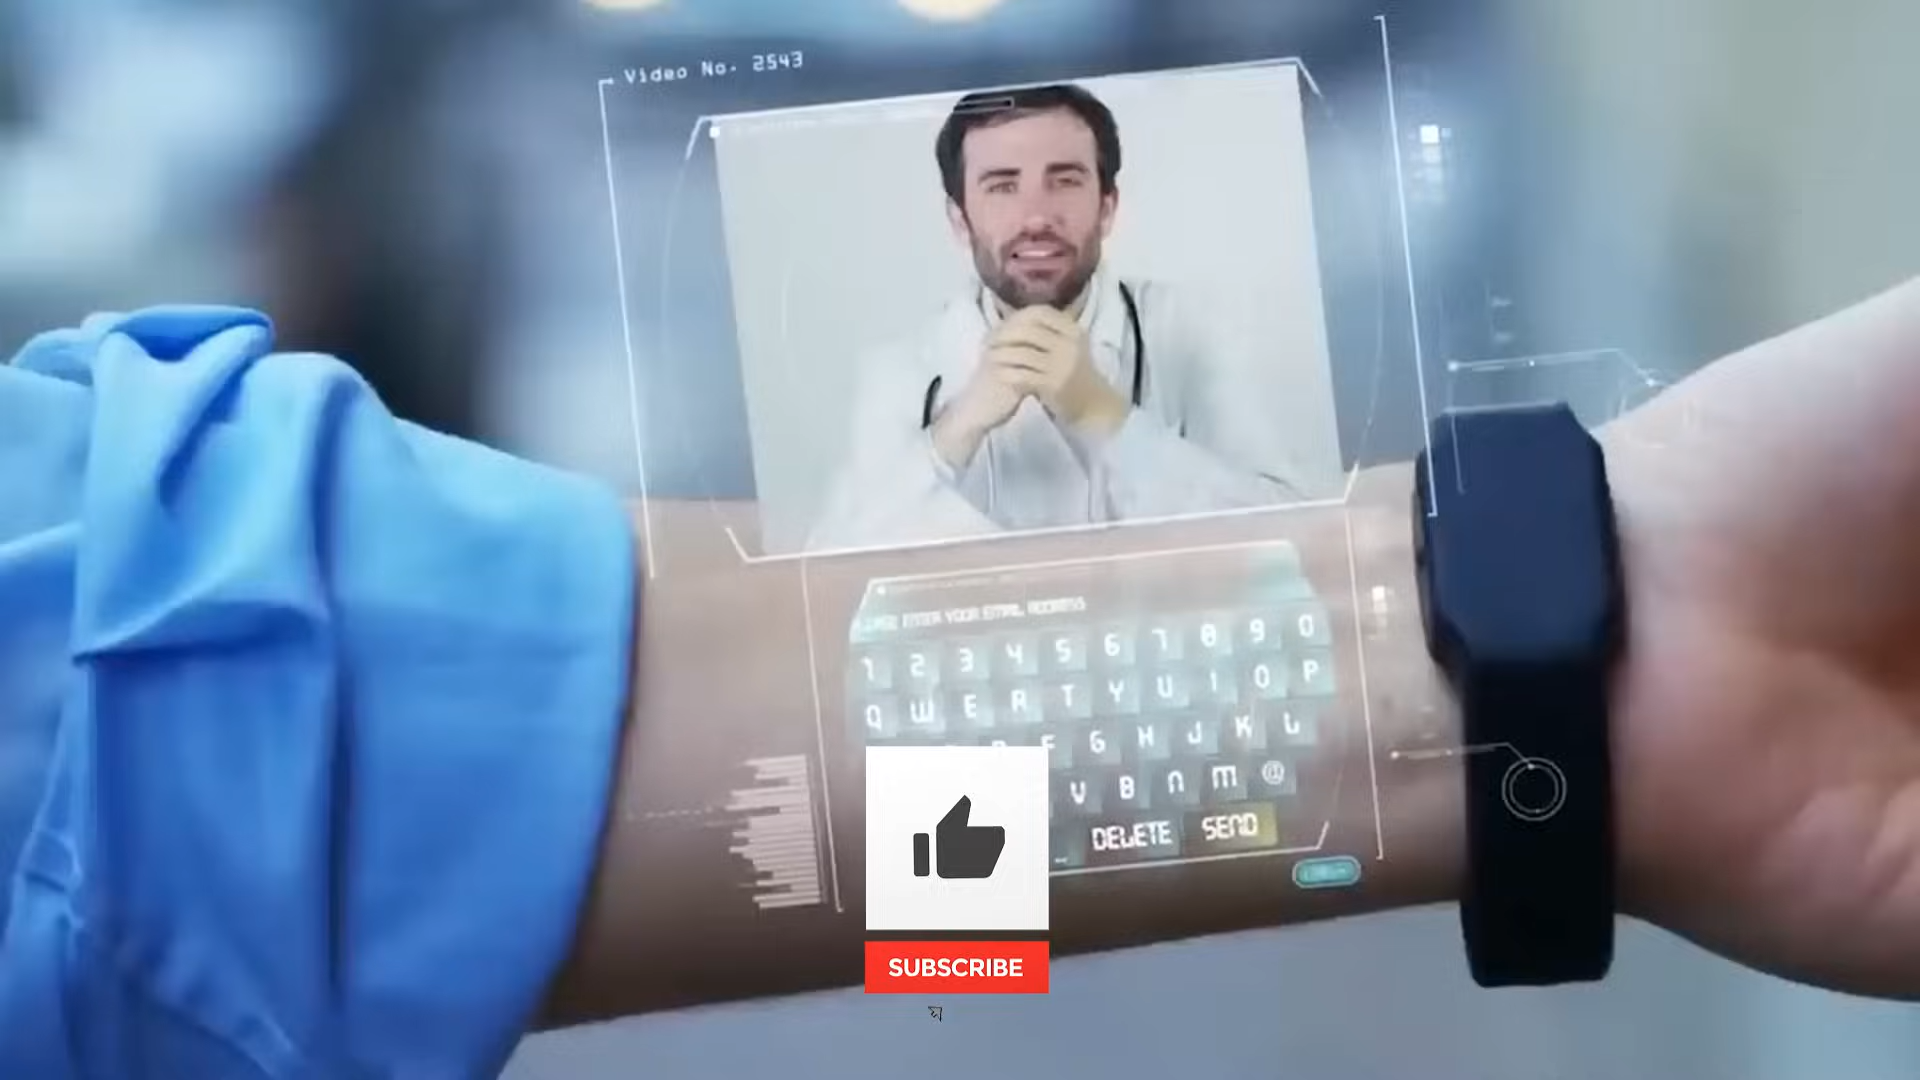 Video No. 2543
ENTER YOUR EMAIL ADDRESS
1 2 3 4 5 6 7 8 9 0
Q W E R T Y U I O P
F G H J K L
V B N M @
DELETE SEND
SUBSCRIBE